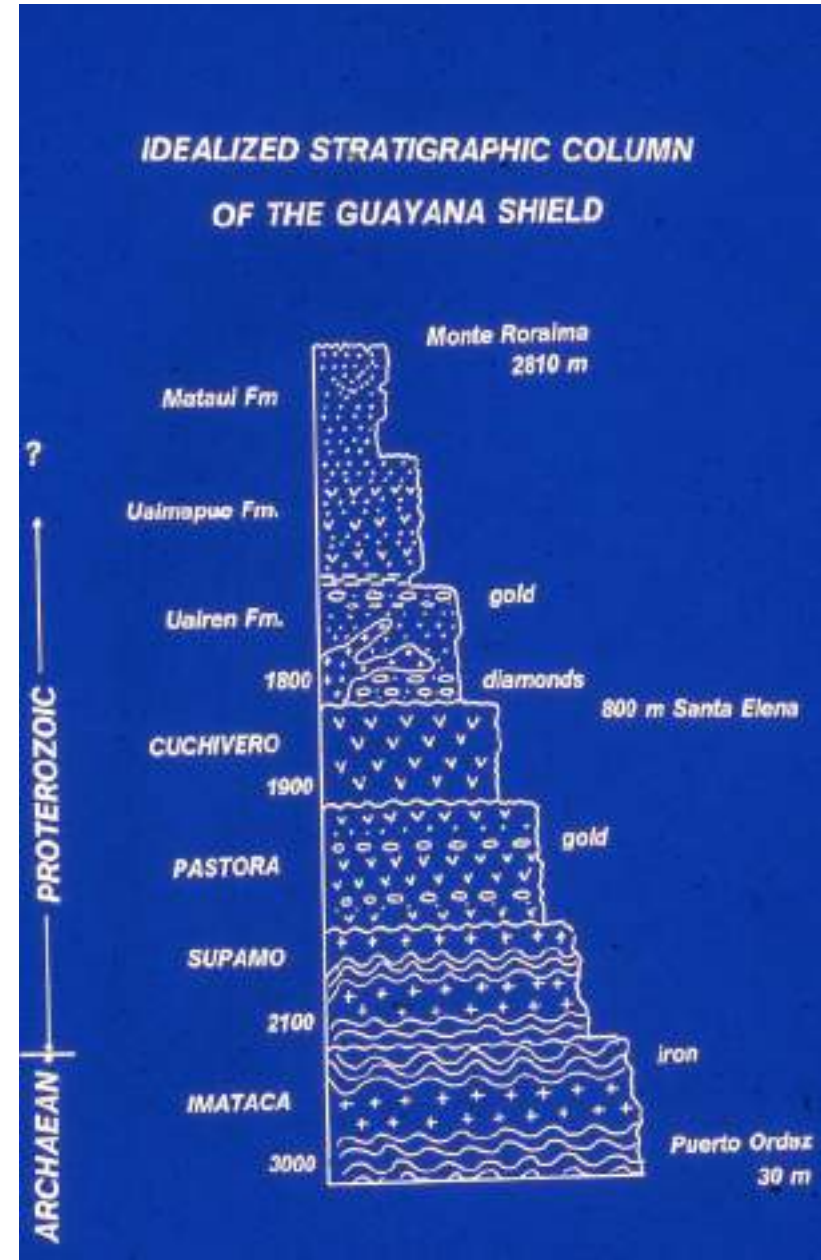 IDEALIZED STRATIGRAPHIC COLUMN
OF THE GUAYANA SHIELD
Monte Roraima
2810 m
Mataui Fm
?
Uaimapue Fm.
gold
Uairen Fm.
1800
diamonds
800 m Santa Elena
CUCHIVERO
1900
gold
PASTORA
SUPAMO
2100
iron
IMATACA
Puerto Ordaz
30 m
3000
PROTEROZOIC
ARCHAEAN